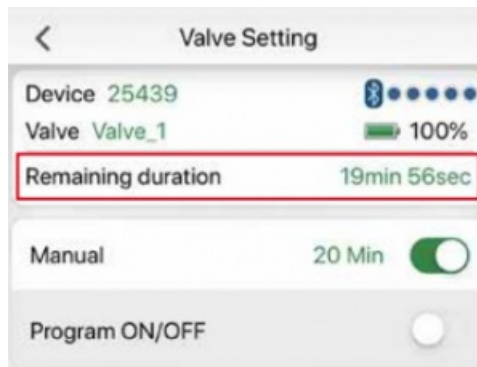 Valve Setting
Device 25439
Valve Valve_1 100%
Remaining duration 19min 56sec
Manual 20 Min
Program ON/OFF